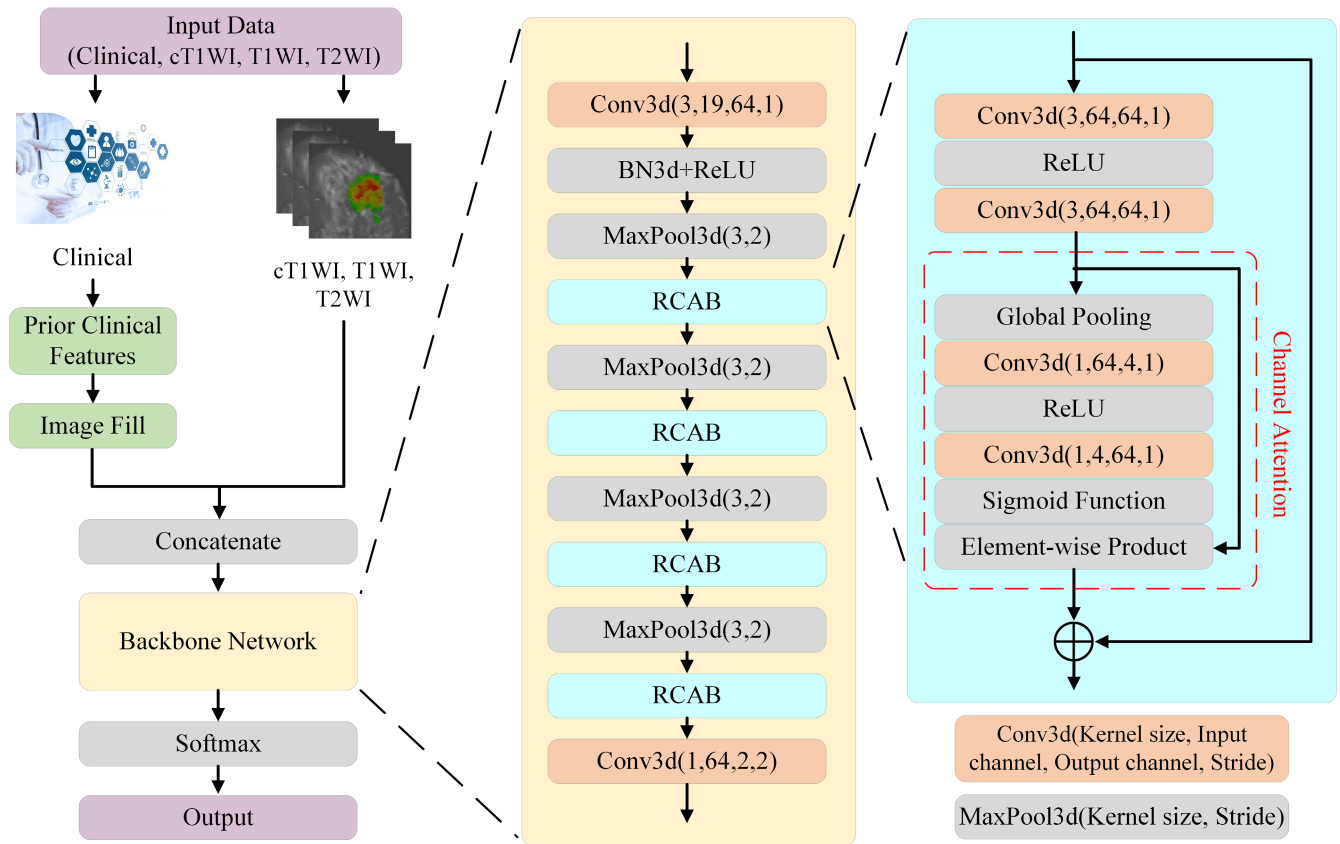 Input Data
(Clinical, cT1WI, T1WI, T2WI)
Clinical
cT1WI, T1WI,
T2WI
Prior Clinical
Features
Image Fill
Concatenate
Backbone Network
Softmax
Output
Conv3d(3,19,64,1)
BN3d+ReLU
MaxPool3d(3,2)
RCAB
MaxPool3d(3,2)
RCAB
MaxPool3d(3,2)
RCAB
MaxPool3d(3,2)
RCAB
Conv3d(1,64,2,2)
Conv3d(3,64,64,1)
ReLU
Conv3d(3,64,64,1)
Global Pooling
Conv3d(1,64,4,1)
ReLU
Conv3d(1,4,64,1)
Sigmoid Function
Element-wise Product
Channel Attention
Conv3d(Kernel size, Input
channel, Output channel, Stride)
MaxPool3d(Kernel size, Stride)